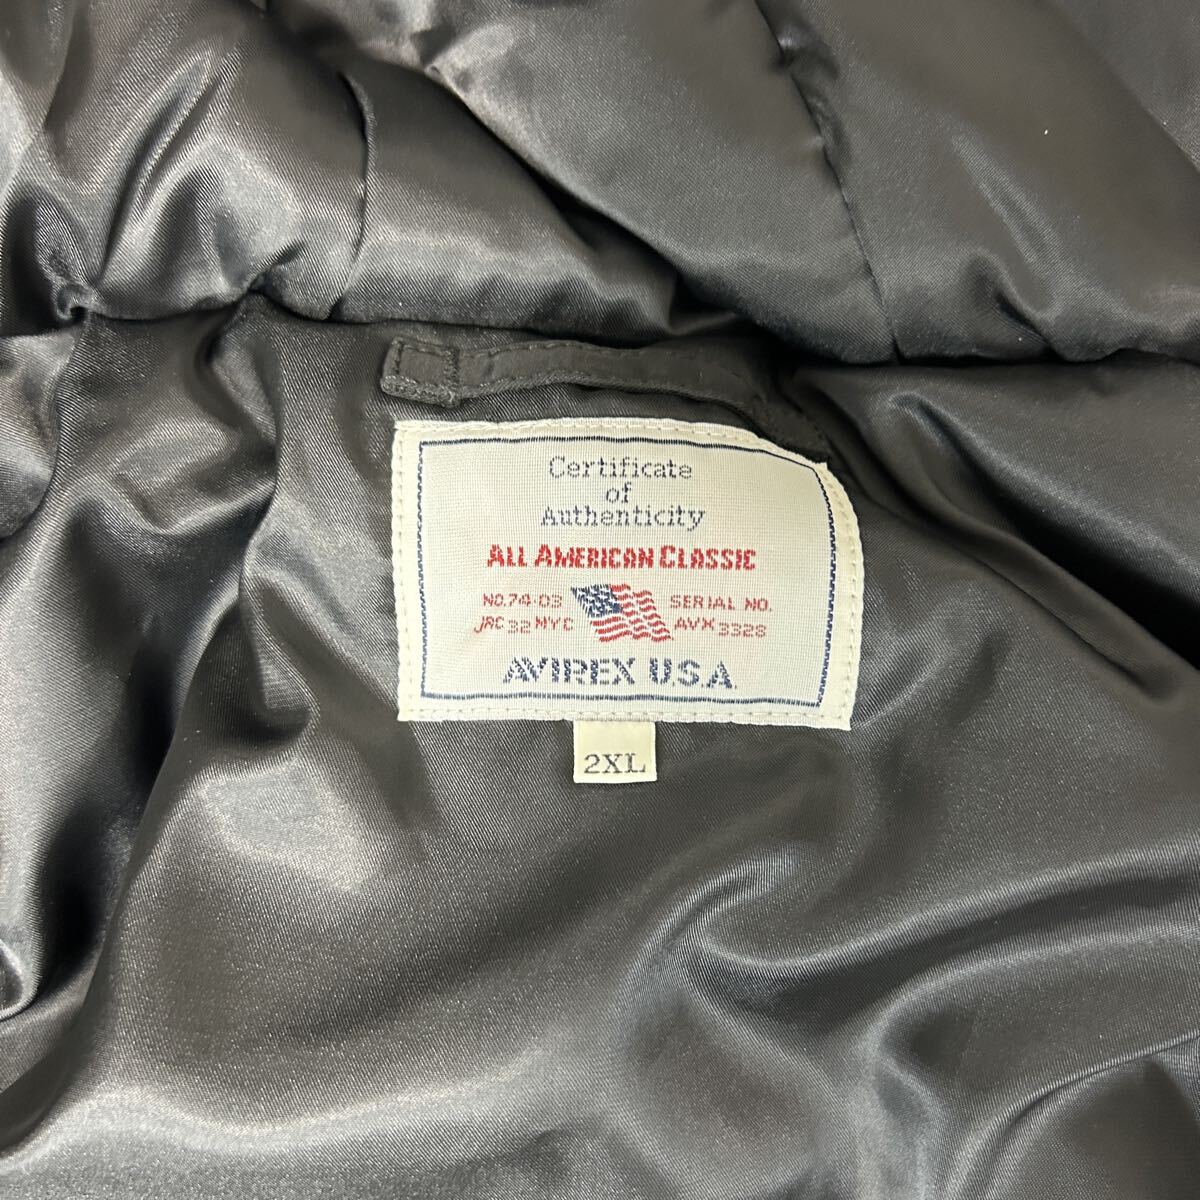 Certificate
of
Authenticity
ALL AMERICAN CLASSIC
NO.74-03 SERIAL NO.
JRC 32 NYC AVX 3328
AVIREX U.S.A.
2XL